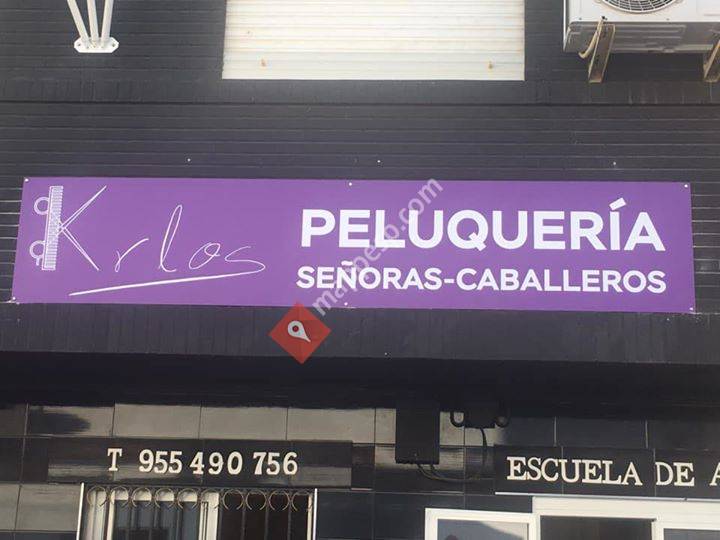 Krlos
PELUQUERÍA
SEÑORAS-CABALLEROS
T 955 490 756
ESCUELA DE A